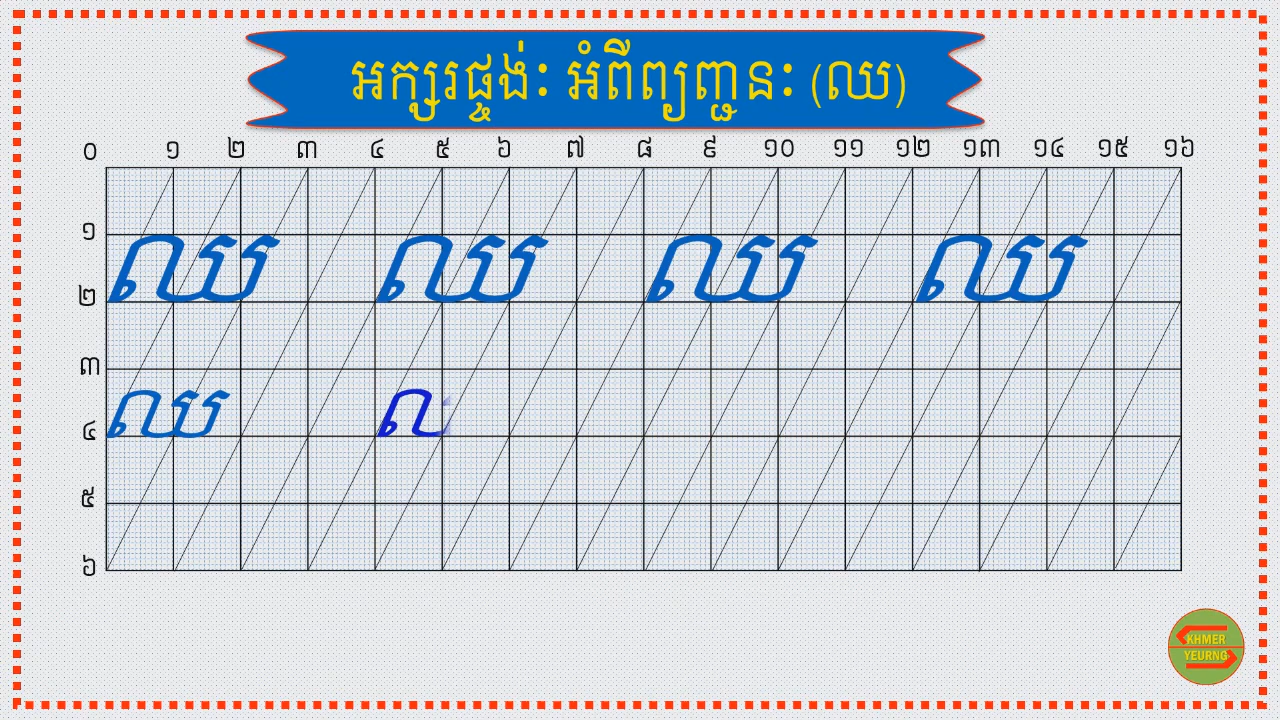 អក្សរផ្ទង់ៈ អំពីព្យញ្ជនៈ (ឈ)
០ ១ ២ ៣ ៤ ៥ ៦ ៧ ៨ ៩ ១០ ១១ ១២ ១៣ ១៤ ១៥ ១៦
១
ឈ ឈ ឈ ឈ
២
៣
ឈ
៤
៥
៦
KHMER
YEURNG